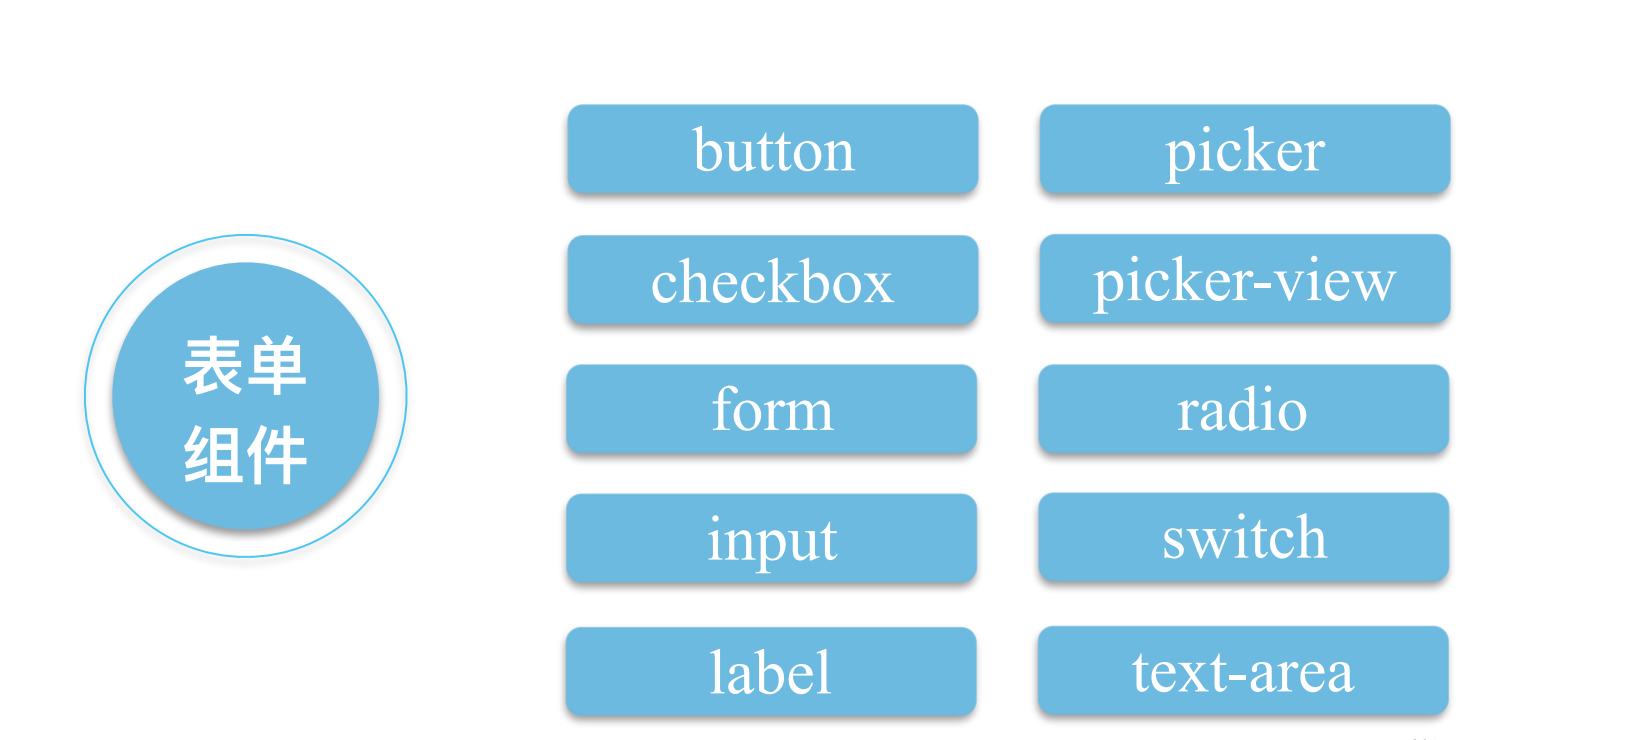 表单
组件
button
picker
checkbox
picker-view
form
radio
input
switch
label
text-area